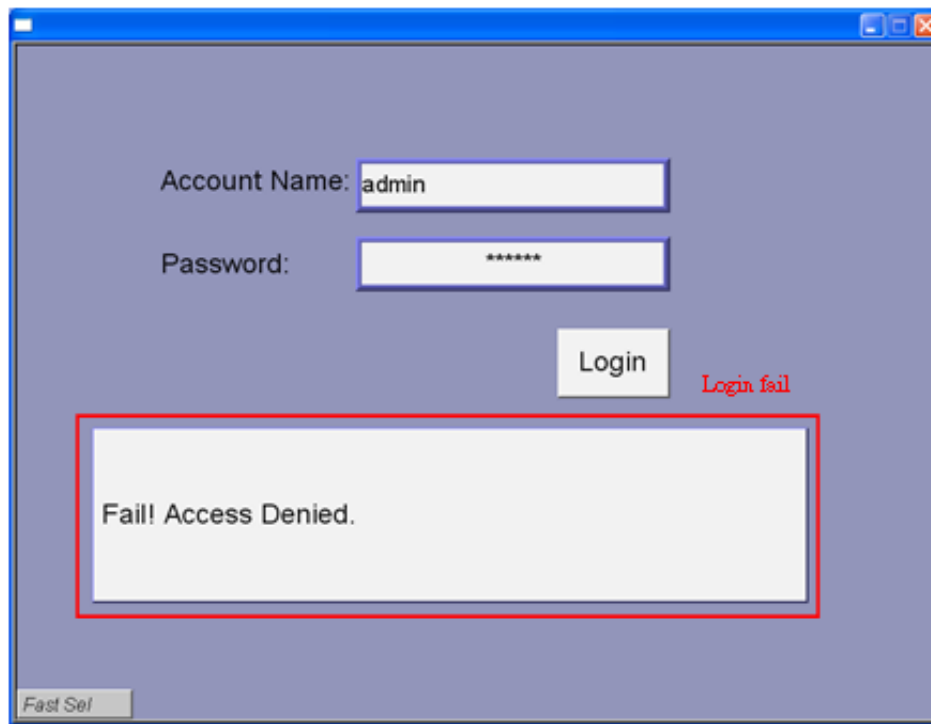 Account Name: admin
Password: ******
Login
Login fail
Fail! Access Denied.
Fast Sel